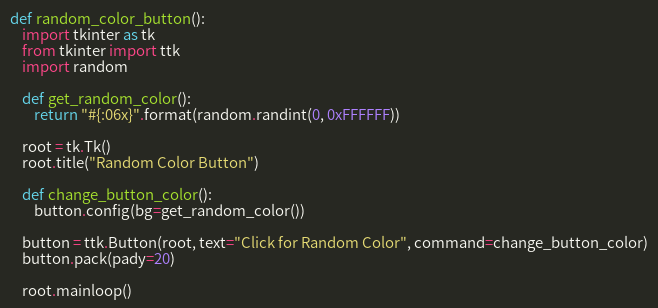 def random_color_button():
    import tkinter as tk
    from tkinter import ttk
    import random

    def get_random_color():
        return "#{:06x}".format(random.randint(0, 0xFFFFFF))

    root = tk.Tk()
    root.title("Random Color Button")

    def change_button_color():
        button.config(bg=get_random_color())

    button = ttk.Button(root, text="Click for Random Color", command=change_button_color)
    button.pack(pady=20)

    root.mainloop()